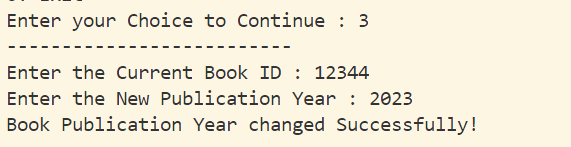 Enter your Choice to Continue : 3
--------------------------
Enter the Current Book ID : 12344
Enter the New Publication Year : 2023
Book Publication Year changed Successfully!